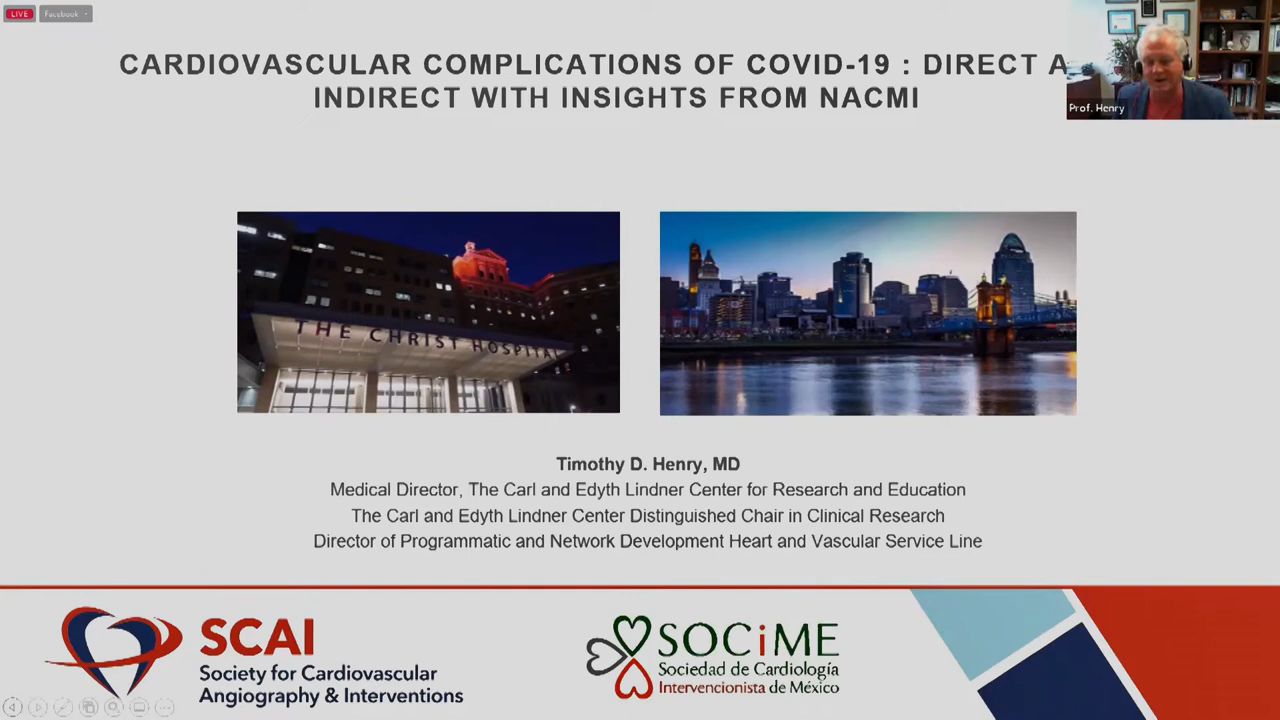 LIVE
Facebook
CARDIOVASCULAR COMPLICATIONS OF COVID-19 : DIRECT A
INDIRECT WITH INSIGHTS FROM NACMI
Prof. Henry
THE CHRIST HOSPITAL
Timothy D. Henry, MD
Medical Director, The Carl and Edyth Lindner Center for Research and Education
The Carl and Edyth Lindner Center Distinguished Chair in Clinical Research
Director of Programmatic and Network Development Heart and Vascular Service Line
SCAI
Society for Cardiovascular
Angiography & Interventions
SOCiME
Sociedad de Cardiología
Intervencionista de México